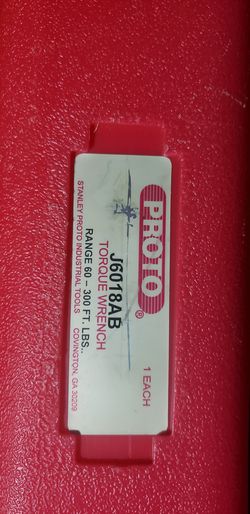 PROTO®
1 EACH
J6018AB
TORQUE WRENCH
RANGE 60 – 300 FT. LBS..
STANLEY PROTO INDUSTRIAL TOOLS COVINGTON, GA 30209